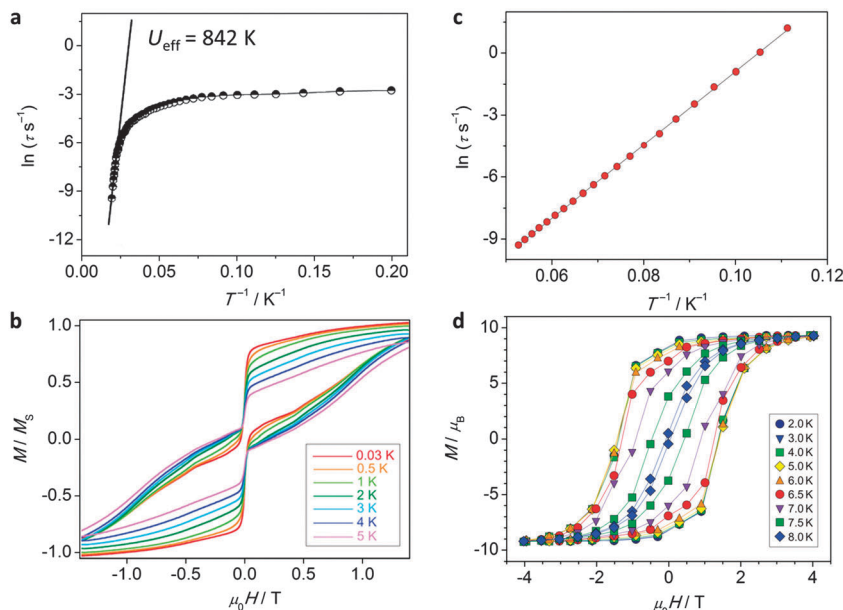 a
U_eff = 842 K
0
-3
-6
-9
-12
ln (τ s⁻¹)
0.00 0.05 0.10 0.15 0.20
T⁻¹ / K⁻¹
c
0
-3
-6
-9
ln (τ s⁻¹)
0.06 0.08 0.10 0.12
T⁻¹ / K⁻¹
b
1.0
0.5
0.0
-0.5
-1.0
M / M_S
0.03 K
0.5 K
1 K
2 K
3 K
4 K
5 K
-1.0 -0.5 0.0 0.5 1.0
μ₀H / T
d
10
5
0
-5
-10
M / μ_B
2.0 K
3.0 K
4.0 K
5.0 K
6.0 K
6.5 K
7.0 K
7.5 K
8.0 K
-4 -2 0 2 4
μ₀H / T